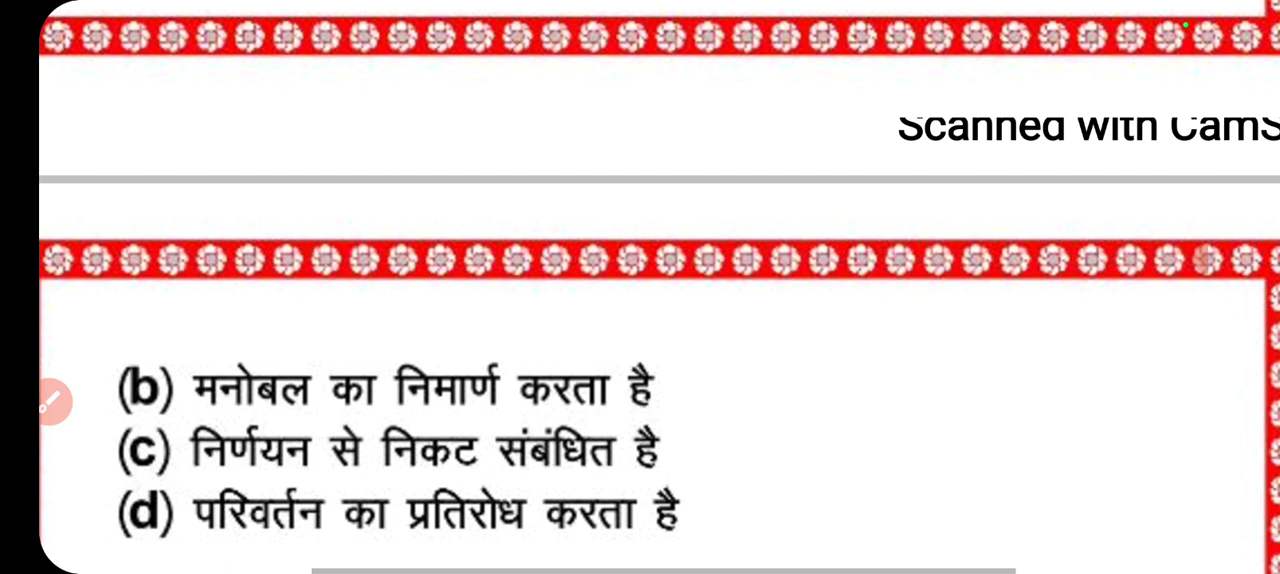 Scanned with CamS
(b) मनोबल का निमार्ण करता है
(c) निर्णयन से निकट संबंधित है
(d) परिवर्तन का प्रतिरोध करता है